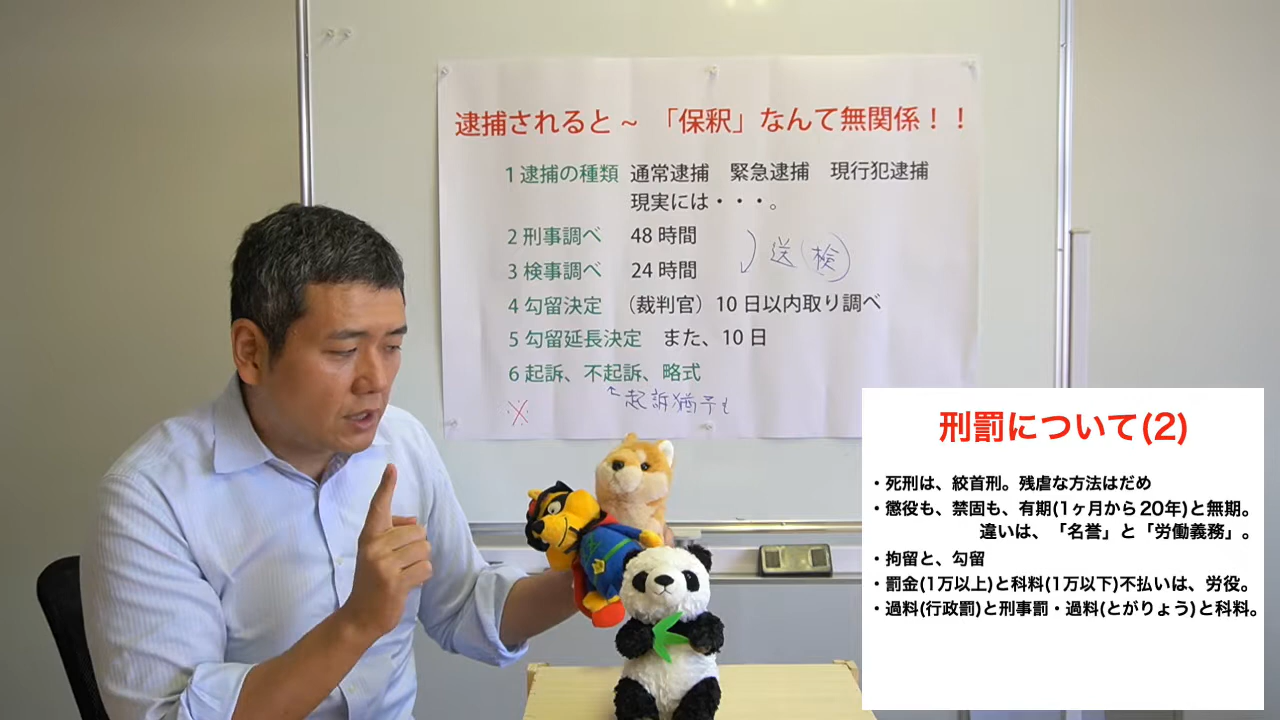 逮捕されると～「保釈」なんて無関係！！
1 逮捕の種類 通常逮捕 緊急逮捕 現行犯逮捕
現実には・・・。
2 刑事調べ 48 時間
3 検事調べ 24 時間
送検
4 勾留決定 （裁判官）10 日以内取り調べ
5 勾留延長決定 また、10 日
6 起訴、不起訴、略式
↑起訴猶予も
※
刑罰について(2)
・死刑は、絞首刑。残虐な方法はだめ
・懲役も、禁固も、有期(1ヶ月から20年)と無期。
違いは、「名誉」と「労働義務」。
・拘留と、勾留
・罰金(1万以上)と科料(1万以下)不払いは、労役。
・過料(行政罰)と刑事罰・過料(とがりょう)と科料。